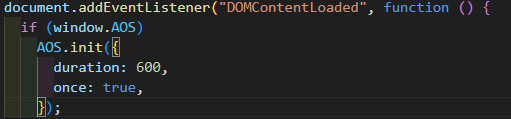 document.addEventListener("DOMContentLoaded", function () {
  if (window.AOS)
    AOS.init({
      duration: 600,
      once: true,
    });